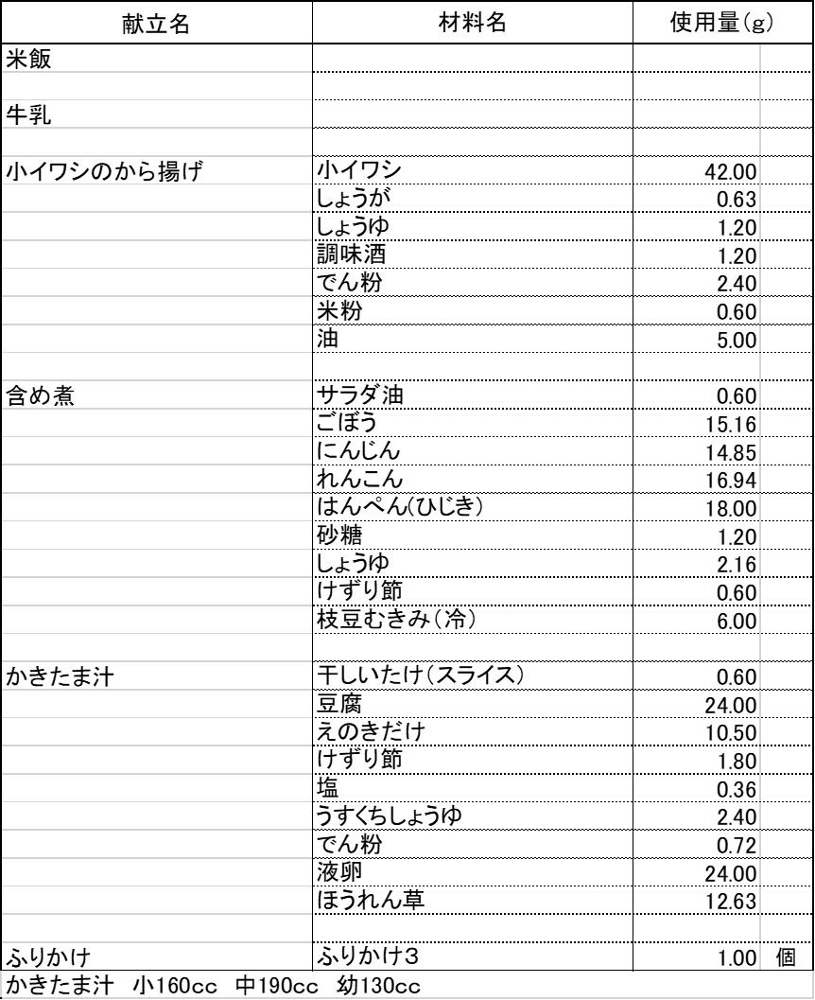 献立名 材料名 使用量(g)
米飯
牛乳
小イワシのから揚げ 小イワシ 42.00
しょうが 0.63
しょうゆ 1.20
調味酒 1.20
でん粉 2.40
米粉 0.60
油 5.00
含め煮 サラダ油 0.60
ごぼう 15.16
にんじん 14.85
れんこん 16.94
はんぺん(ひじき) 18.00
砂糖 1.20
しょうゆ 2.16
けずり節 0.60
枝豆むきみ(冷) 6.00
かきたま汁 干しいたけ(スライス) 0.60
豆腐 24.00
えのきだけ 10.50
けずり節 1.80
塩 0.36
うすくちしょうゆ 2.40
でん粉 0.72
液卵 24.00
ほうれん草 12.63
ふりかけ ふりかけ3 1.00 個
かきたま汁 小160cc 中190cc 幼130cc